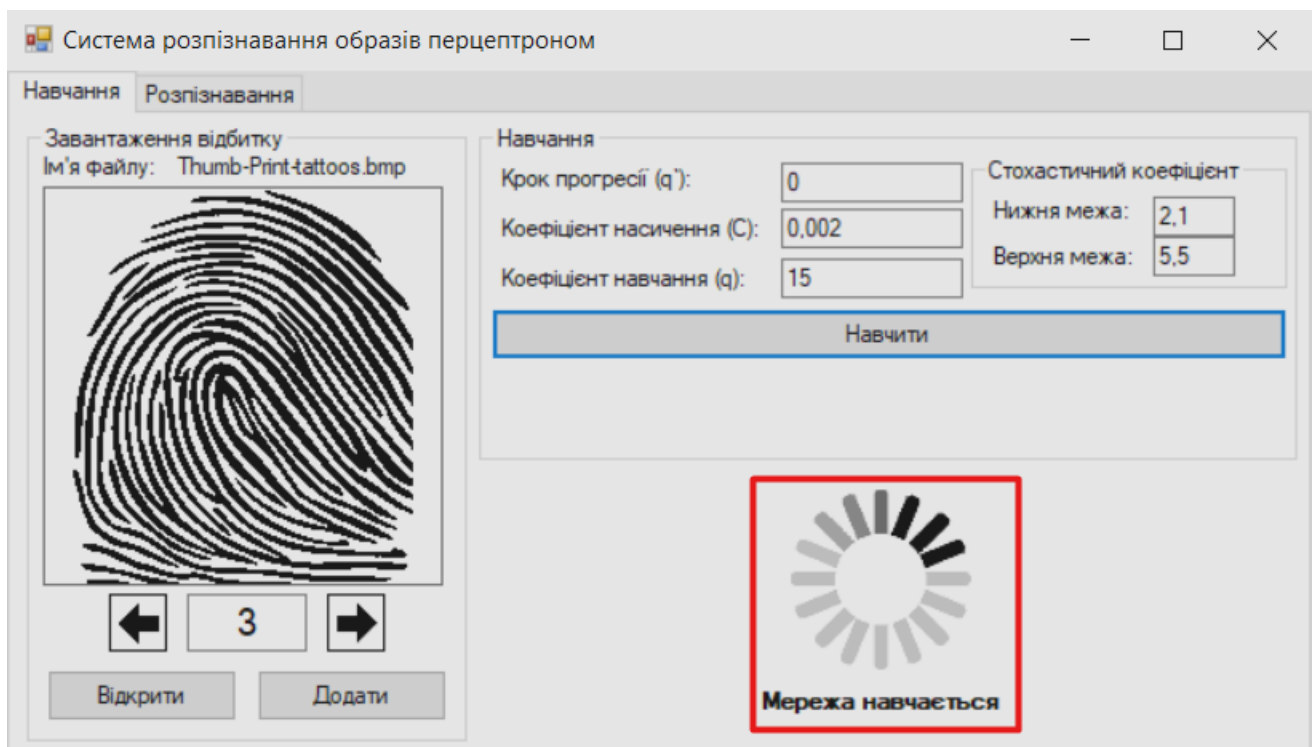 Система розпізнавання образів перцептроном
Навчання Розпізнавання
Завантаження відбитку
Ім'я файлу: Thumb-Print-tattoos.bmp
3
Відкрити Додати
Навчання
Крок прогресії (q`): 0
Коефіцієнт насичення (C): 0,002
Коефіцієнт навчання (q): 15
Стохастичний коефіцієнт
Нижня межа: 2,1
Верхня межа: 5,5
Навчити
Мережа навчається